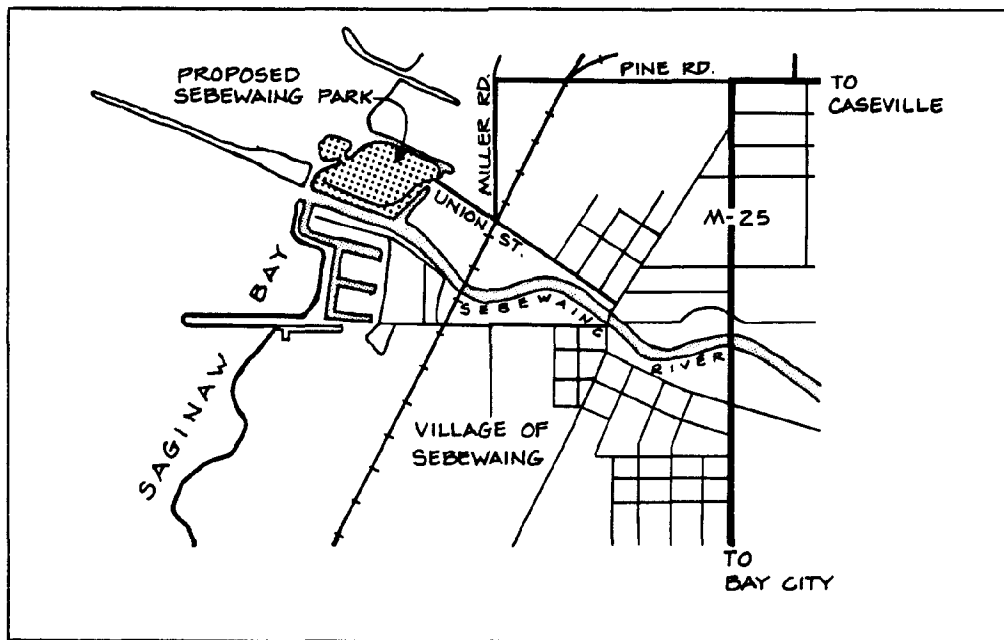 PROPOSED
SEBEWAING PARK
PINE RD.
MILLER RD.
TO
CASEVILLE
UNION ST.
M-25
SEBEWAING
RIVER
SAGINAW BAY
VILLAGE OF
SEBEWAING
TO
BAY CITY